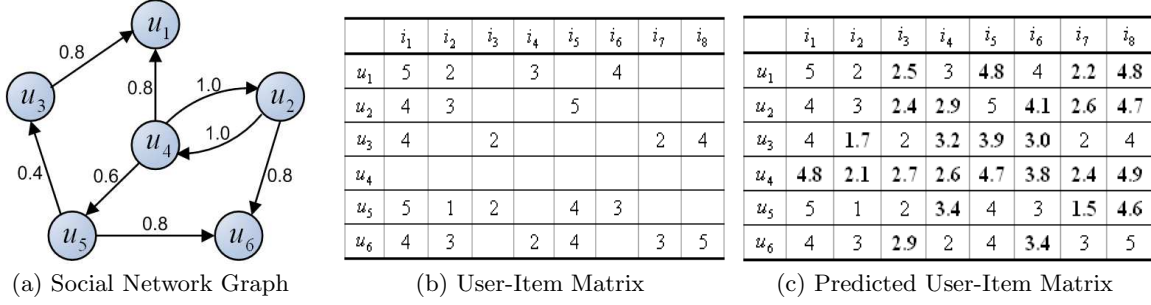 u1
0.8
u3
0.8
1.0
u2
u4
1.0
0.4
0.6
0.8
u5
0.8
u6
(a) Social Network Graph
i1 i2 i3 i4 i5 i6 i7 i8
u1 5 2 3 4
u2 4 3 5
u3 4 2 2 4
u4
u5 5 1 2 4 3
u6 4 3 2 4 3 5
(b) User-Item Matrix
i1 i2 i3 i4 i5 i6 i7 i8
u1 5 2 2.5 3 4.8 4 2.2 4.8
u2 4 3 2.4 2.9 5 4.1 2.6 4.7
u3 4 1.7 2 3.2 3.9 3.0 2 4
u4 4.8 2.1 2.7 2.6 4.7 3.8 2.4 4.9
u5 5 1 2 3.4 4 3 1.5 4.6
u6 4 3 2.9 2 4 3.4 3 5
(c) Predicted User-Item Matrix